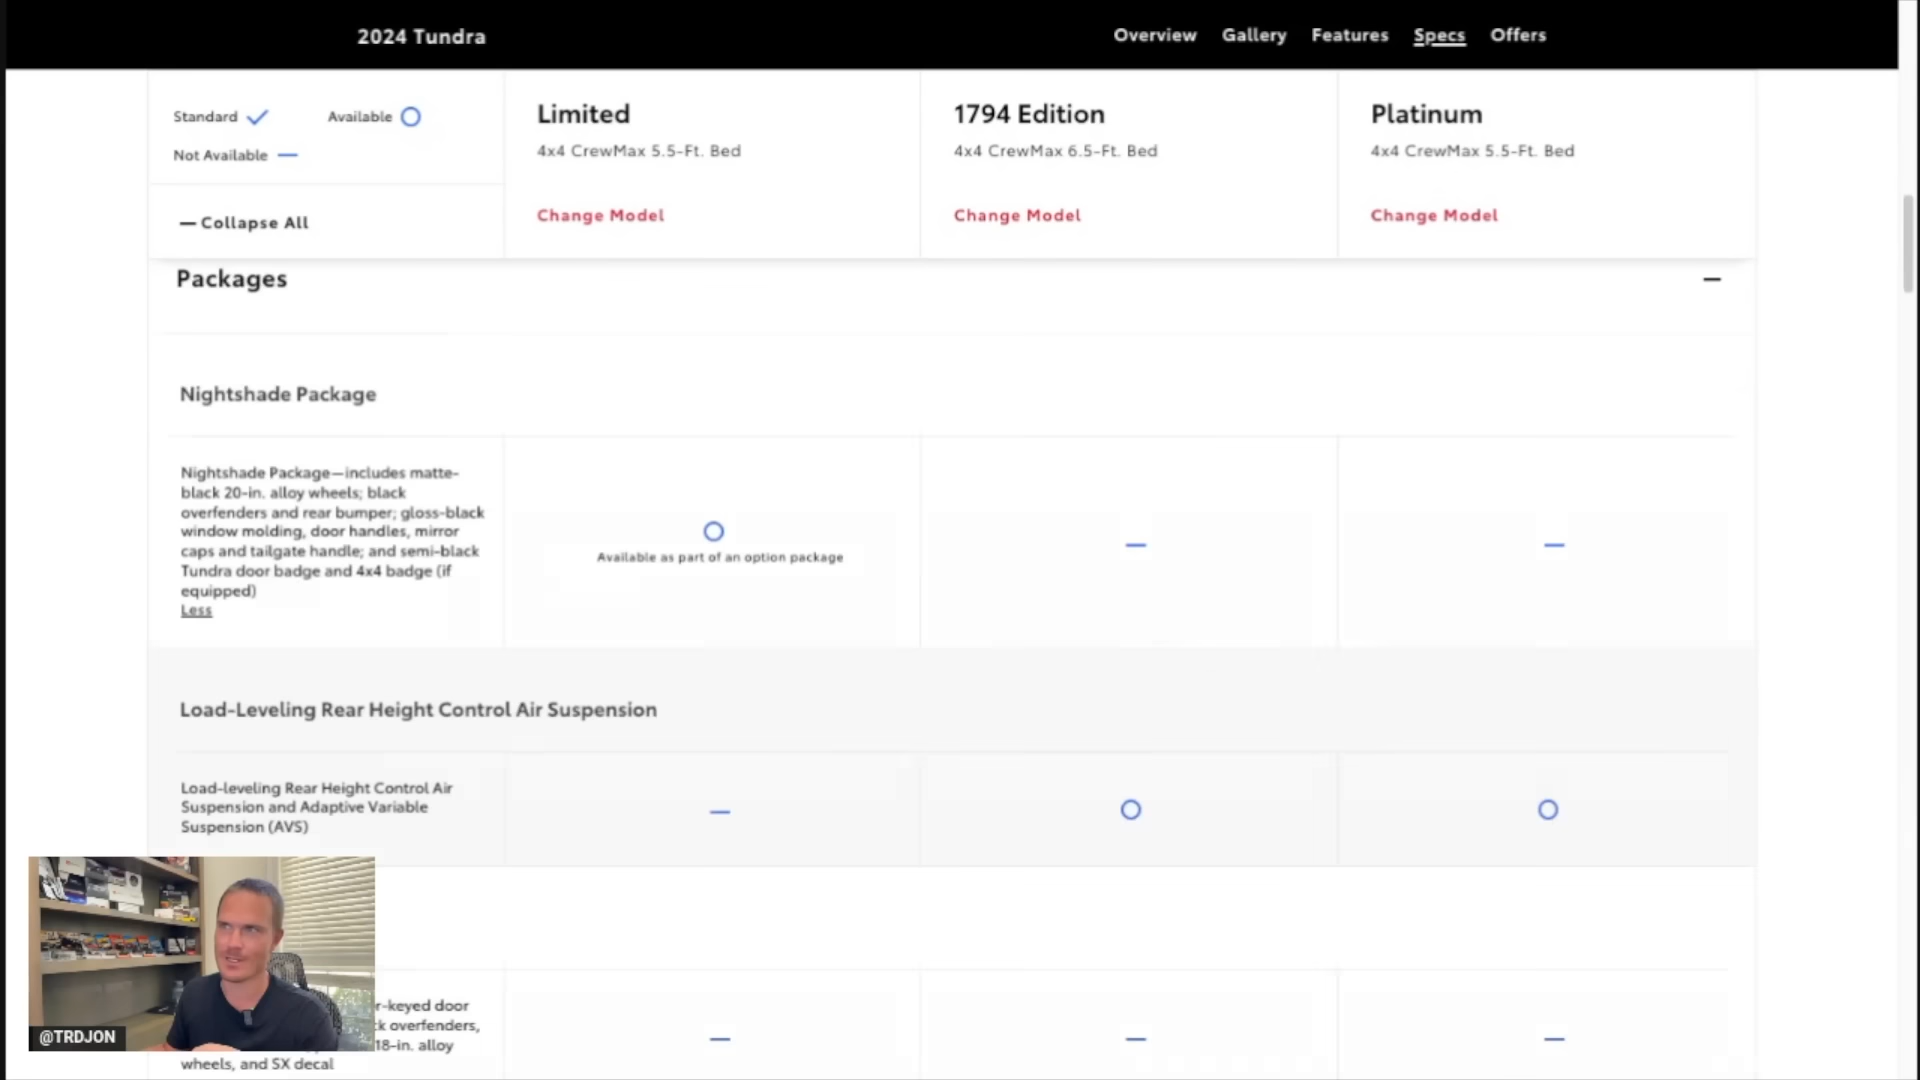 2024 Tundra
Overview Gallery Features Specs Offers
Standard Available
Not Available
Collapse All
Limited
4x4 CrewMax 5.5-Ft. Bed
Change Model
1794 Edition
4x4 CrewMax 6.5-Ft. Bed
Change Model
Platinum
4x4 CrewMax 5.5-Ft. Bed
Change Model
Packages
Nightshade Package
Nightshade Package—includes matte-
black 20-in. alloy wheels; black
overfenders and rear bumper; gloss-black
window molding, door handles, mirror
caps and tailgate handle; and semi-black
Tundra door badge and 4x4 badge (if
equipped)
Less
Available as part of an option package
Load-Leveling Rear Height Control Air Suspension
Load-leveling Rear Height Control Air
Suspension and Adaptive Variable
Suspension (AVS)
r-keyed door
k overfenders,
18-in. alloy
wheels, and SX decal
@TRDJON